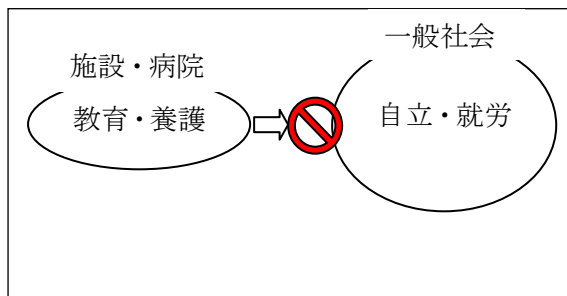 施設・病院
教育・養護
一般社会
自立・就労